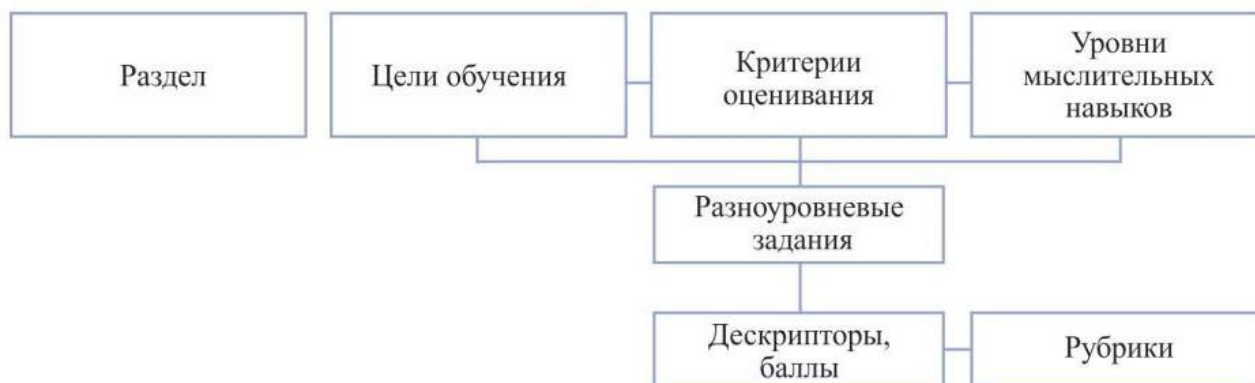 Раздел
Цели обучения
Критерии
оценивания
Уровни
мыслительных
навыков
Разноуровневые
задания
Дескрипторы,
баллы
Рубрики